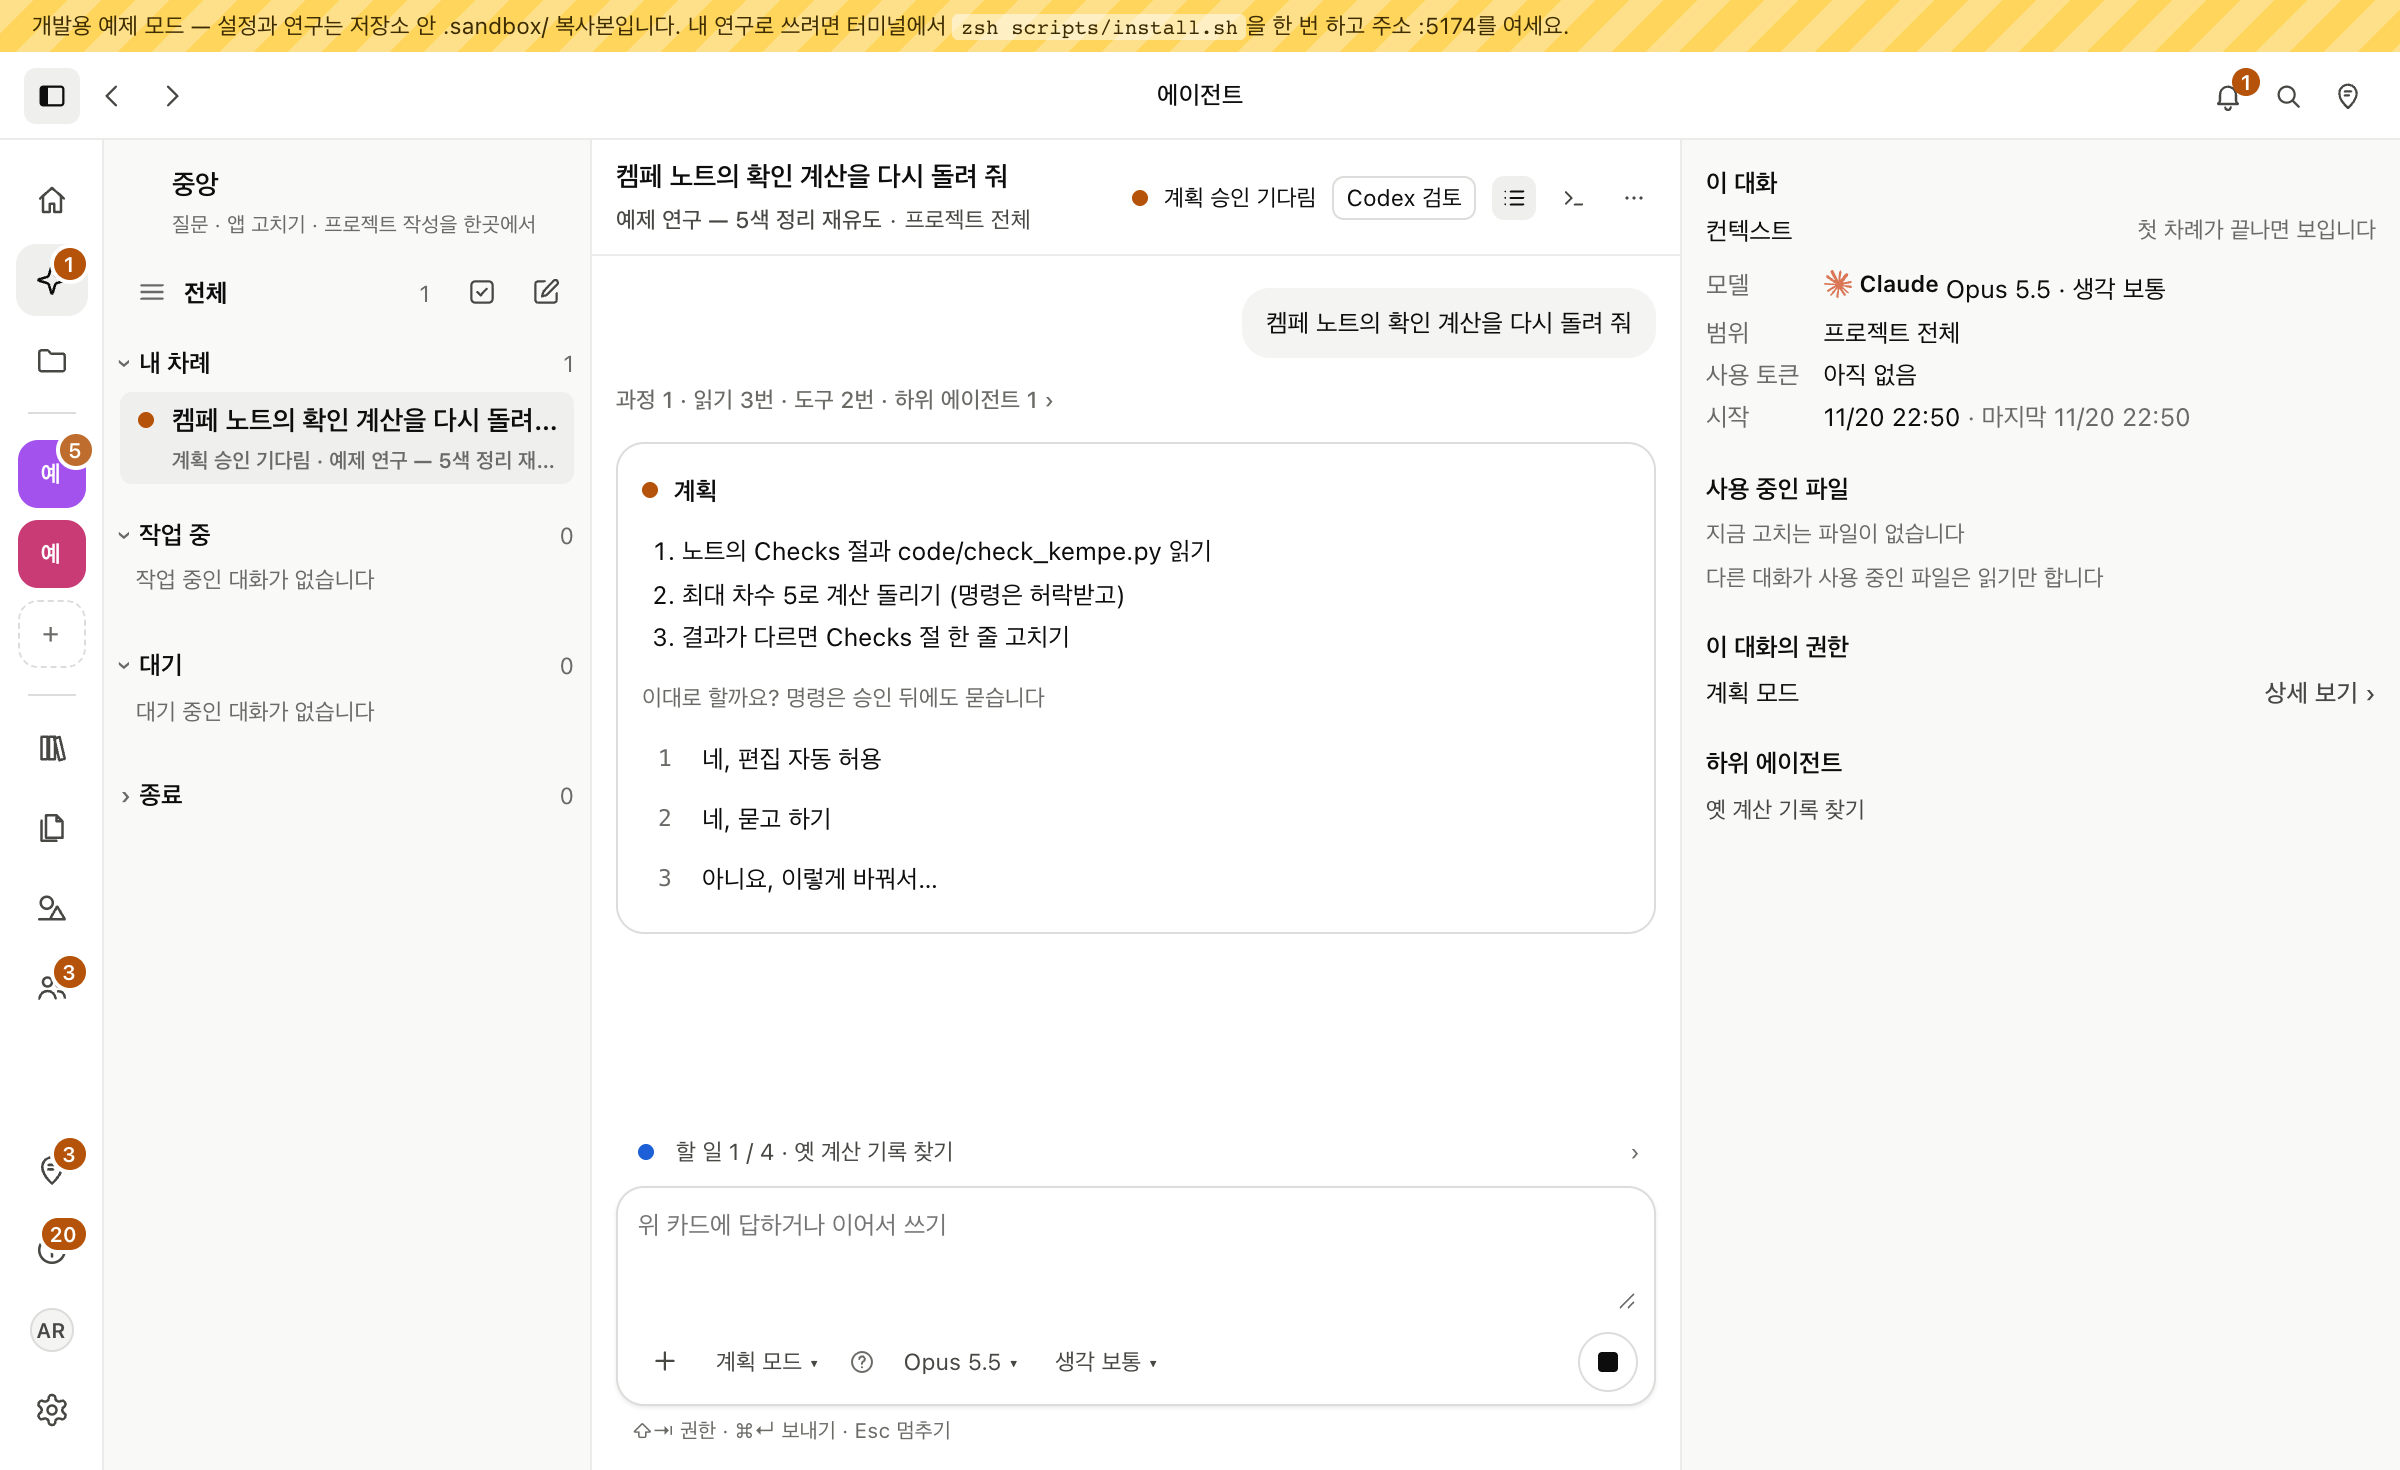 개발용 예제 모드 — 설정과 연구는 저장소 안 .sandbox/ 복사본입니다. 내 연구로 쓰려면 터미널에서 zsh scripts/install.sh을 한 번 하고 주소 :5174를 여세요.
에이전트
1
1
5
예
예
+
3
3
20
AR
중앙
질문 · 앱 고치기 · 프로젝트 작성을 한곳에서
전체 1
내 차례 1
켐페 노트의 확인 계산을 다시 돌려...
계획 승인 기다림 · 예제 연구 — 5색 정리 재...
작업 중 0
작업 중인 대화가 없습니다
대기 0
대기 중인 대화가 없습니다
종료 0
켐페 노트의 확인 계산을 다시 돌려 줘
예제 연구 — 5색 정리 재유도 · 프로젝트 전체
계획 승인 기다림
Codex 검토
켐페 노트의 확인 계산을 다시 돌려 줘
과정 1 · 읽기 3번 · 도구 2번 · 하위 에이전트 1 ›
계획
1. 노트의 Checks 절과 code/check_kempe.py 읽기
2. 최대 차수 5로 계산 돌리기 (명령은 허락받고)
3. 결과가 다르면 Checks 절 한 줄 고치기
이대로 할까요? 명령은 승인 뒤에도 묻습니다
1 네, 편집 자동 허용
2 네, 묻고 하기
3 아니요, 이렇게 바꿔서...
할 일 1 / 4 · 옛 계산 기록 찾기 ›
위 카드에 답하거나 이어서 쓰기
계획 모드 ▾ Opus 5.5 ▾ 생각 보통 ▾
⇧⇥ 권한 · ⌘↩ 보내기 · Esc 멈추기
이 대화
컨텍스트 첫 차례가 끝나면 보입니다
모델 Claude Opus 5.5 · 생각 보통
범위 프로젝트 전체
사용 토큰 아직 없음
시작 11/20 22:50 · 마지막 11/20 22:50
사용 중인 파일
지금 고치는 파일이 없습니다
다른 대화가 사용 중인 파일은 읽기만 합니다
이 대화의 권한
계획 모드 상세 보기 ›
하위 에이전트
옛 계산 기록 찾기